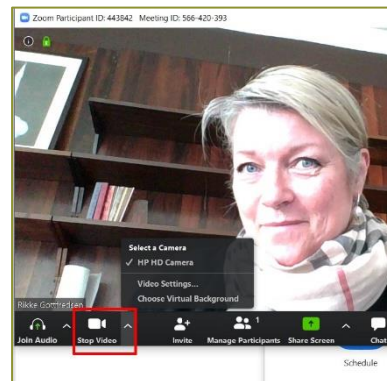 Zoom Participant ID: 443842 Meeting ID: 566-420-393
Select a Camera
✓ HP HD Camera
Video Settings...
Choose Virtual Background
Rikke Gottfredsen
Join Audio Stop Video Invite Manage Participants 1 Share Screen Chat
Schedule